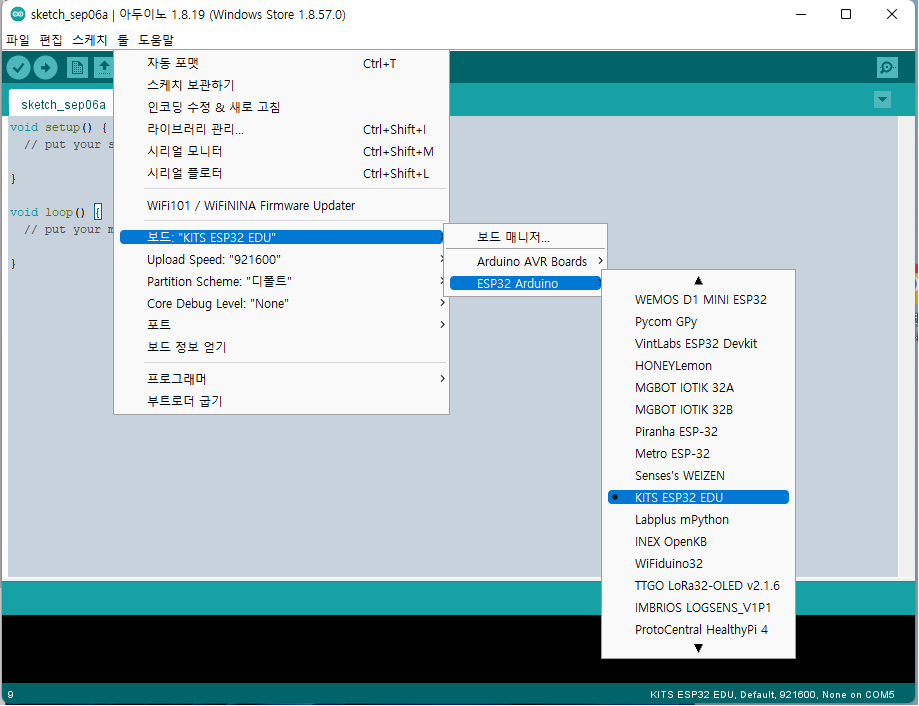 sketch_sep06a | 아두이노 1.8.19 (Windows Store 1.8.57.0)
파일 편집 스케치 툴 도움말
sketch_sep06a
void setup() {
// put your s
}
void loop() {
// put your m
}
자동 포맷 Ctrl+T
스케치 보관하기
인코딩 수정 & 새로 고침
라이브러리 관리... Ctrl+Shift+I
시리얼 모니터 Ctrl+Shift+M
시리얼 플로터 Ctrl+Shift+L
WiFi101 / WiFiNINA Firmware Updater
보드: "KITS ESP32 EDU"
Upload Speed: "921600"
Partition Scheme: "디폴트"
Core Debug Level: "None"
포트
보드 정보 얻기
프로그래머
부트로더 굽기
보드 매니저...
Arduino AVR Boards
ESP32 Arduino
WEMOS D1 MINI ESP32
Pycom GPy
VintLabs ESP32 Devkit
HONEYLemon
MGBOT IOTIK 32A
MGBOT IOTIK 32B
Piranha ESP-32
Metro ESP-32
Senses's WEIZEN
KITS ESP32 EDU
Labplus mPython
INEX OpenKB
WiFiduino32
TTGO LoRa32-OLED v2.1.6
IMBRIOS LOGSENS_V1P1
ProtoCentral HealthyPi 4
9 KITS ESP32 EDU, Default, 921600, None on COM5